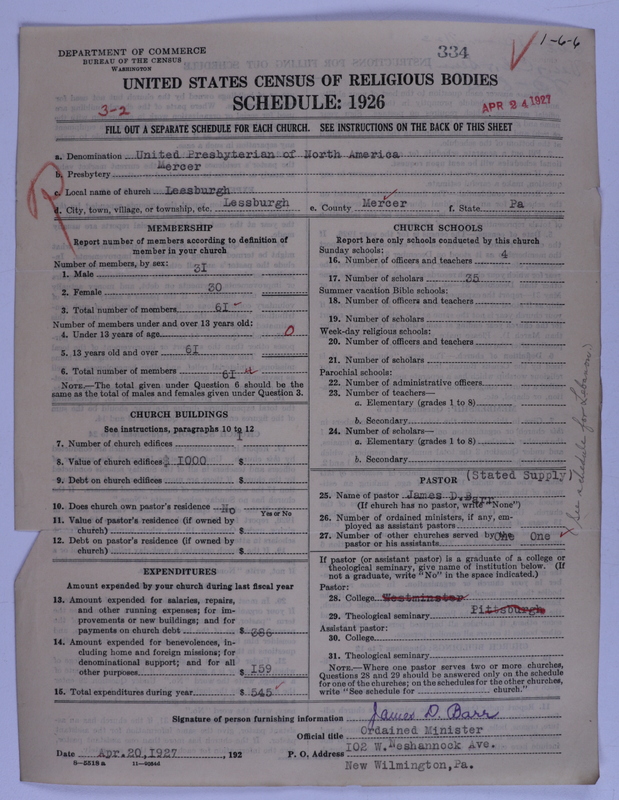 DEPARTMENT OF COMMERCE
BUREAU OF THE CENSUS
WASHINGTON
334
1-6-6
UNITED STATES CENSUS OF RELIGIOUS BODIES
SCHEDULE: 1926
3-2
APR 24 1927
FILL OUT A SEPARATE SCHEDULE FOR EACH CHURCH. SEE INSTRUCTIONS ON THE BACK OF THIS SHEET
a. Denomination United Presbyterian of North America
b. Presbytery Mercer
c. Local name of church Leesburgh
d. City, town, village, or township, etc. Lessburgh e. County Mercer f. State Pa
MEMBERSHIP
Report number of members according to definition of
member in your church
Number of members, by sex:
1. Male 31
2. Female 30
3. Total number of members 61
Number of members under and over 13 years old:
4. Under 13 years of age 0
5. 13 years old and over 61
6. Total number of members 61
NOTE.—The total given under Question 6 should be
same as the total of males and females given under Question 3.
CHURCH BUILDINGS
See instructions, paragraphs 10 to 12
7. Number of church edifices 1
8. Value of church edifices $ 1000 $
9. Debt on church edifices $
10. Does church own pastor's residence No
Yes or No
11. Value of pastor's residence (if owned by
church) $
12. Debt on pastor's residence (if owned by
church) $
EXPENDITURES
Amount expended by your church during last fiscal year
13. Amount expended for salaries, repairs,
and other running expenses; for im-
provements or new buildings; and for
payments on church debt $ 386
14. Amount expended for benevolences, in-
cluding home and foreign missions; for
denominational support; and for all
other purposes $ 159
15. Total expenditures during year $ 545
CHURCH SCHOOLS
Report here only schools conducted by this church
Sunday schools:
16. Number of officers and teachers 4
17. Number of scholars 35
Summer vacation Bible schools:
18. Number of officers and teachers
19. Number of scholars
Week-day religious schools:
20. Number of officers and teachers
21. Number of scholars
Parochial schools:
22. Number of administrative officers
23. Number of teachers—
a. Elementary (grades 1 to 8)
b. Secondary
24. Number of scholars—
a. Elementary (grades 1 to 8)
b. Secondary
PASTOR (Stated Supply
25. Name of pastor James D. Barr
(If church has no pastor, write "None")
26. Number of ordained ministers, if any, em-
ployed as assistant pastors
27. Number of other churches served by One One
pastor or his assistants
If pastor (or assistant pastor) is a graduate of a college or
theological seminary, give name of institution below. (If
not a graduate, write "No" in the space indicated.)
Pastor:
28. College Westminster
29. Theological seminary Pittsburgh
Assistant pastor:
30. College
31. Theological seminary
NOTE.—Where one pastor serves two or more churches,
Questions 28 and 29 should be answered only on the schedule
for one of the churches; on the schedules for the other churches,
write "See schedule for church."
(See schedule for Lebanon)
Signature of person furnishing information James D. Barr
Official title Ordained Minister
Date Apr. 20, 1927, 192 P. O. Address 102 W. Neshannock Ave.
New Wilmington, Pa.
8-5518 a